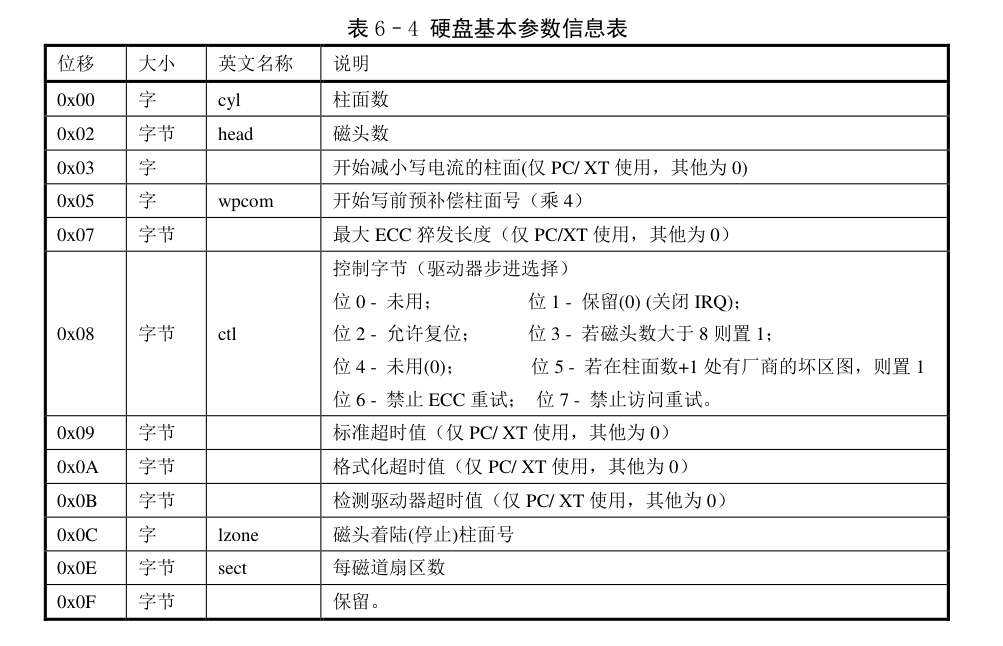 表 6-4 硬盘基本参数信息表
位移 大小 英文名称 说明
0x00 字 cyl 柱面数
0x02 字节 head 磁头数
0x03 字 开始减小写电流的柱面(仅 PC/ XT 使用，其他为 0)
0x05 字 wpcom 开始写前预补偿柱面号（乘 4）
0x07 字节 最大 ECC 猝发长度（仅 PC/XT 使用，其他为 0）
0x08 字节 ctl 控制字节（驱动器步进选择）
位 0 - 未用； 位 1 - 保留(0) (关闭 IRQ)；
位 2 - 允许复位； 位 3 - 若磁头数大于 8 则置 1；
位 4 - 未用(0)； 位 5 - 若在柱面数+1 处有厂商的坏区图，则置 1
位 6 - 禁止 ECC 重试； 位 7 - 禁止访问重试。
0x09 字节 标准超时值（仅 PC/ XT 使用，其他为 0）
0x0A 字节 格式化超时值（仅 PC/ XT 使用，其他为 0）
0x0B 字节 检测驱动器超时值（仅 PC/ XT 使用，其他为 0）
0x0C 字 lzone 磁头着陆(停止)柱面号
0x0E 字节 sect 每磁道扇区数
0x0F 字节 保留。